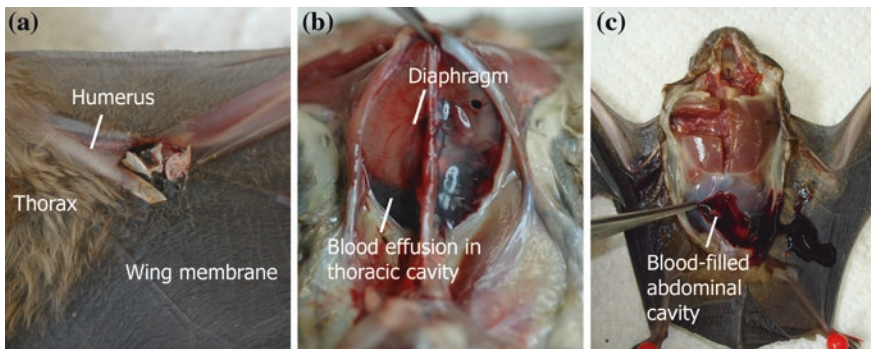 (a)
Humerus
Thorax
Wing membrane
(b)
Diaphragm
Blood effusion in
thoracic cavity
(c)
Blood-filled
abdominal
cavity